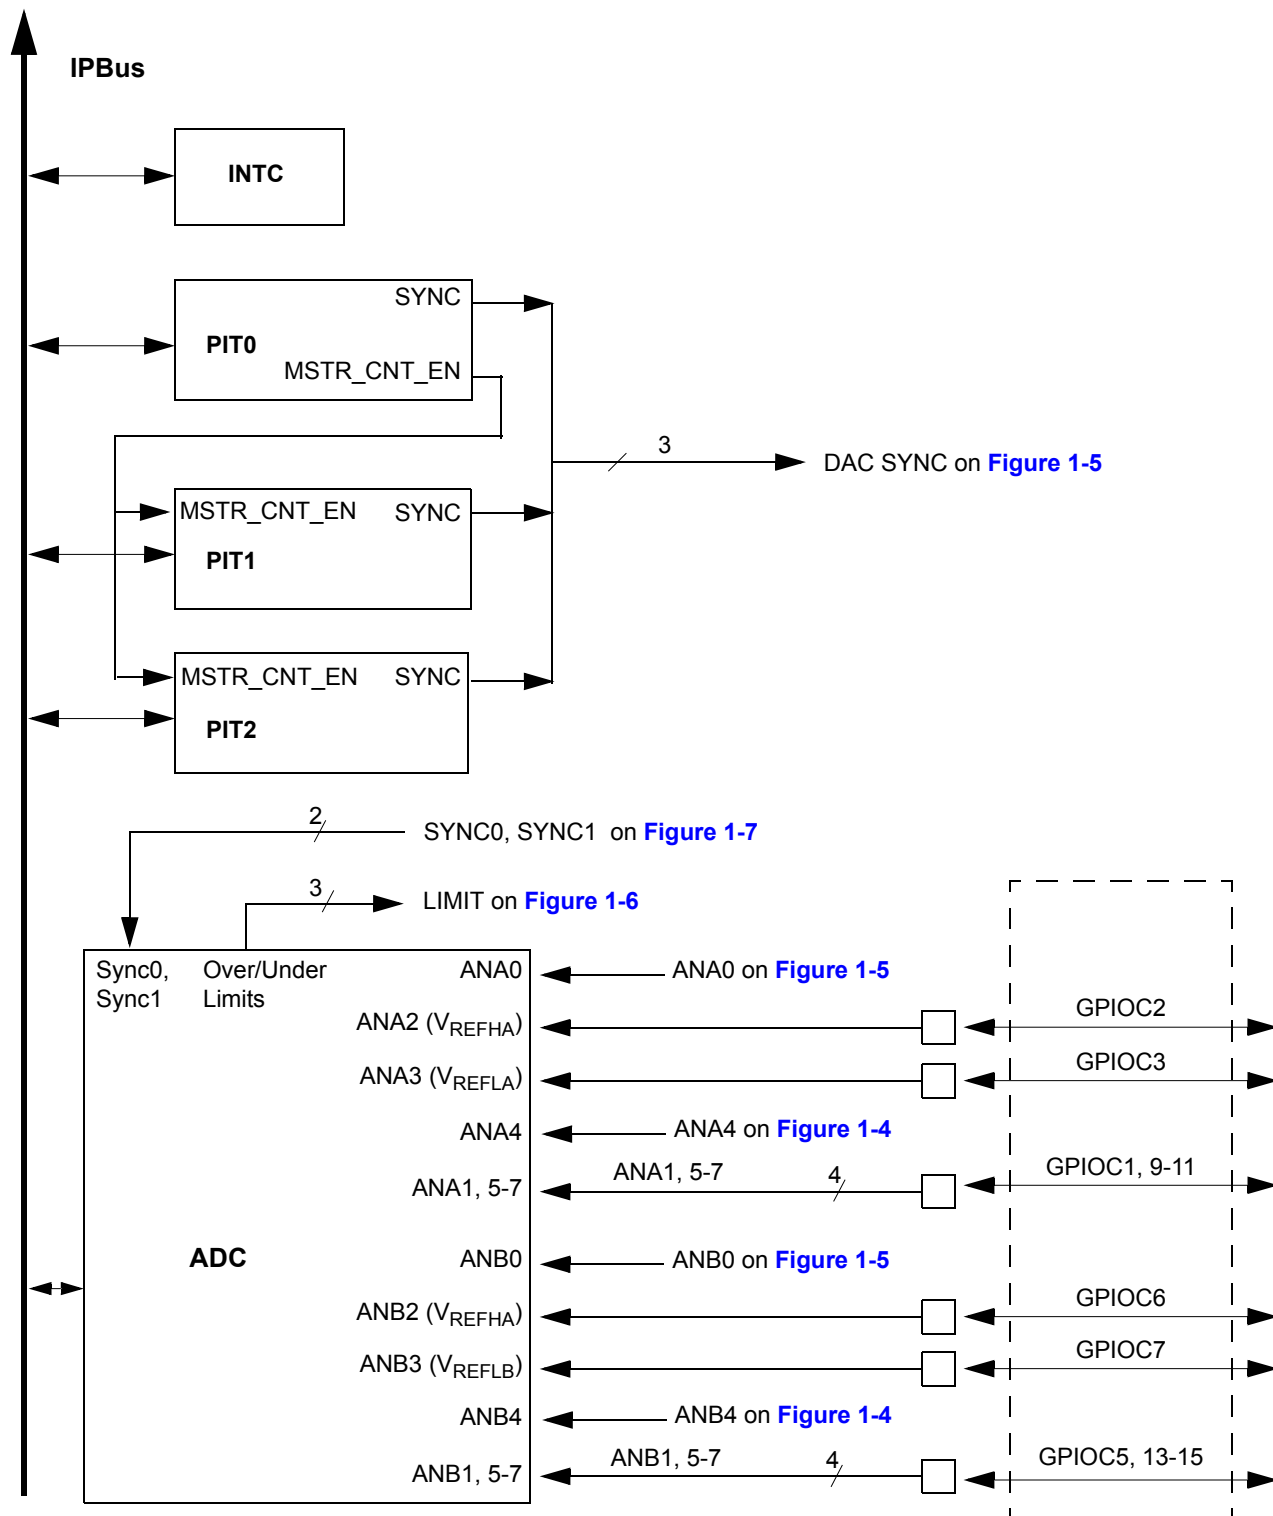 IPBus
INTC
SYNC
PIT0
MSTR_CNT_EN
3
DAC SYNC on Figure 1-5
MSTR_CNT_EN SYNC
PIT1
MSTR_CNT_EN SYNC
PIT2
2
SYNC0, SYNC1 on Figure 1-7
3
LIMIT on Figure 1-6
Sync0, Sync1
Over/Under Limits
ANA0
ANA0 on Figure 1-5
ANA2 (VREFHA)
GPIOC2
ANA3 (VREFLA)
GPIOC3
ANA4
ANA4 on Figure 1-4
ANA1, 5-7
ANA1, 5-7
4
GPIOC1, 9-11
ADC
ANB0
ANB0 on Figure 1-5
ANB2 (VREFHA)
GPIOC6
ANB3 (VREFLB)
GPIOC7
ANB4
ANB4 on Figure 1-4
ANB1, 5-7
ANB1, 5-7
4
GPIOC5, 13-15